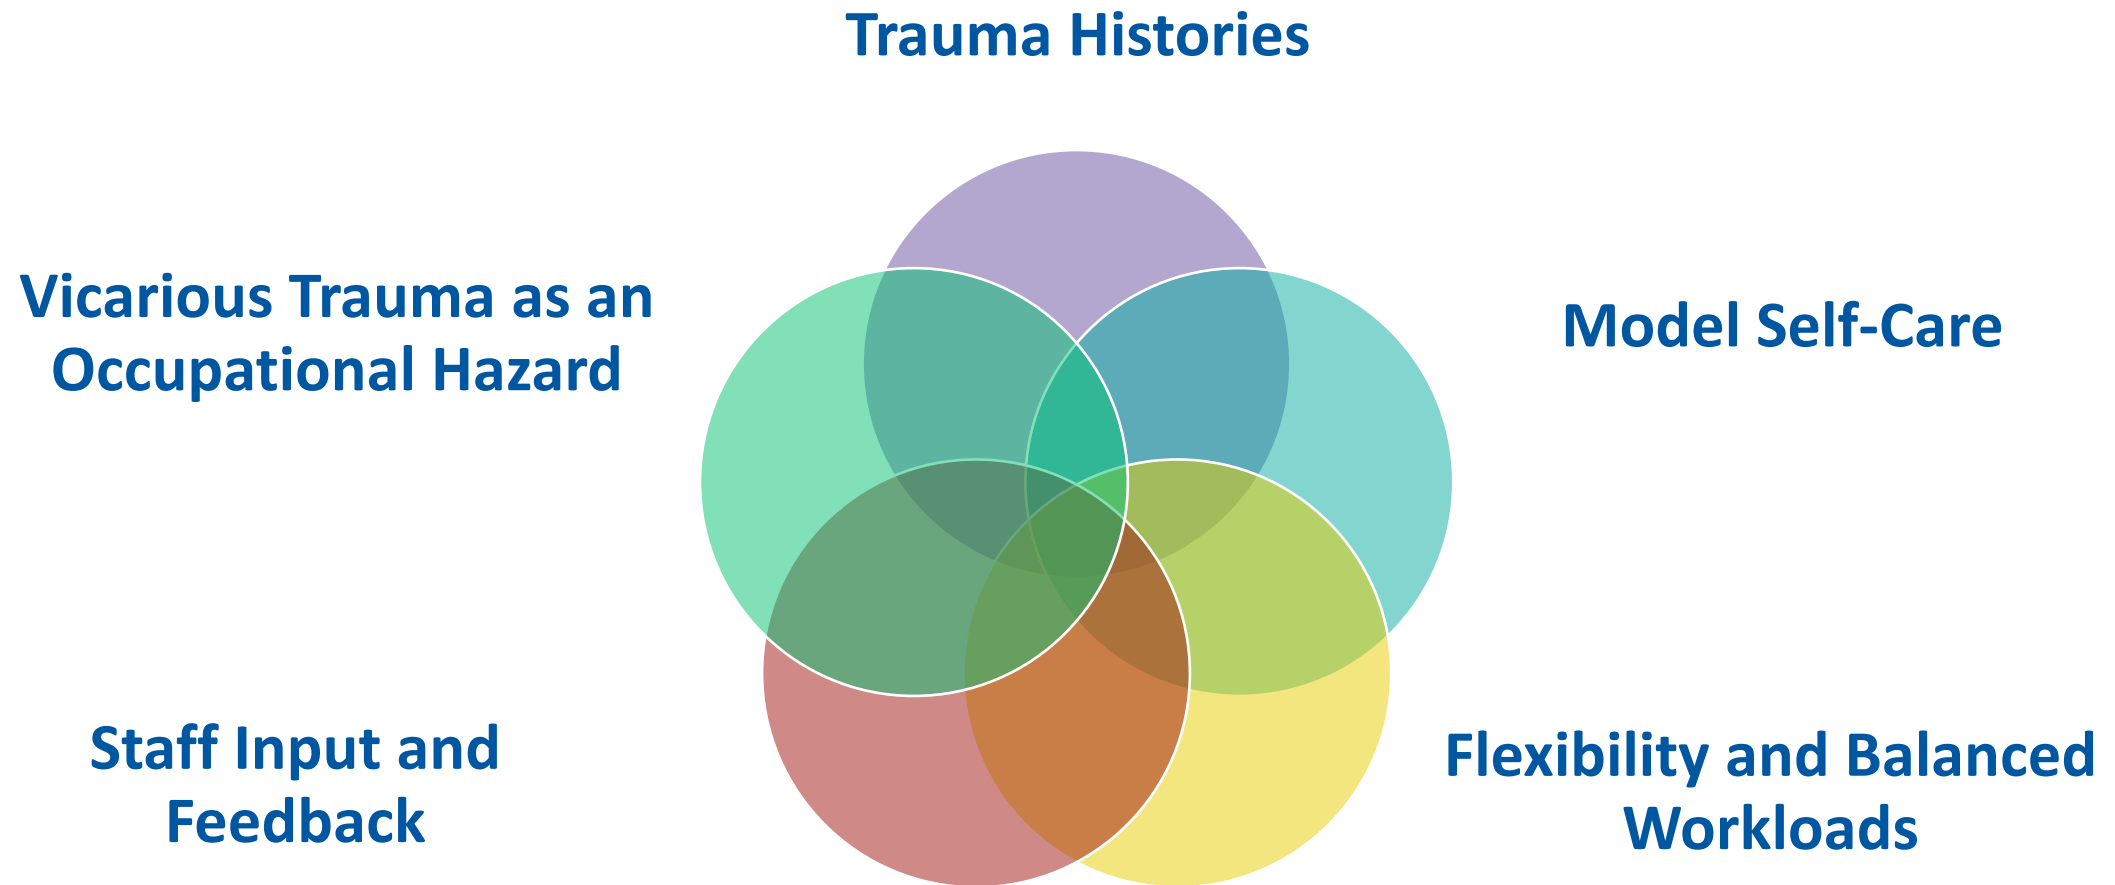 Trauma Histories
Vicarious Trauma as an
Occupational Hazard
Model Self-Care
Staff Input and
Feedback
Flexibility and Balanced
Workloads